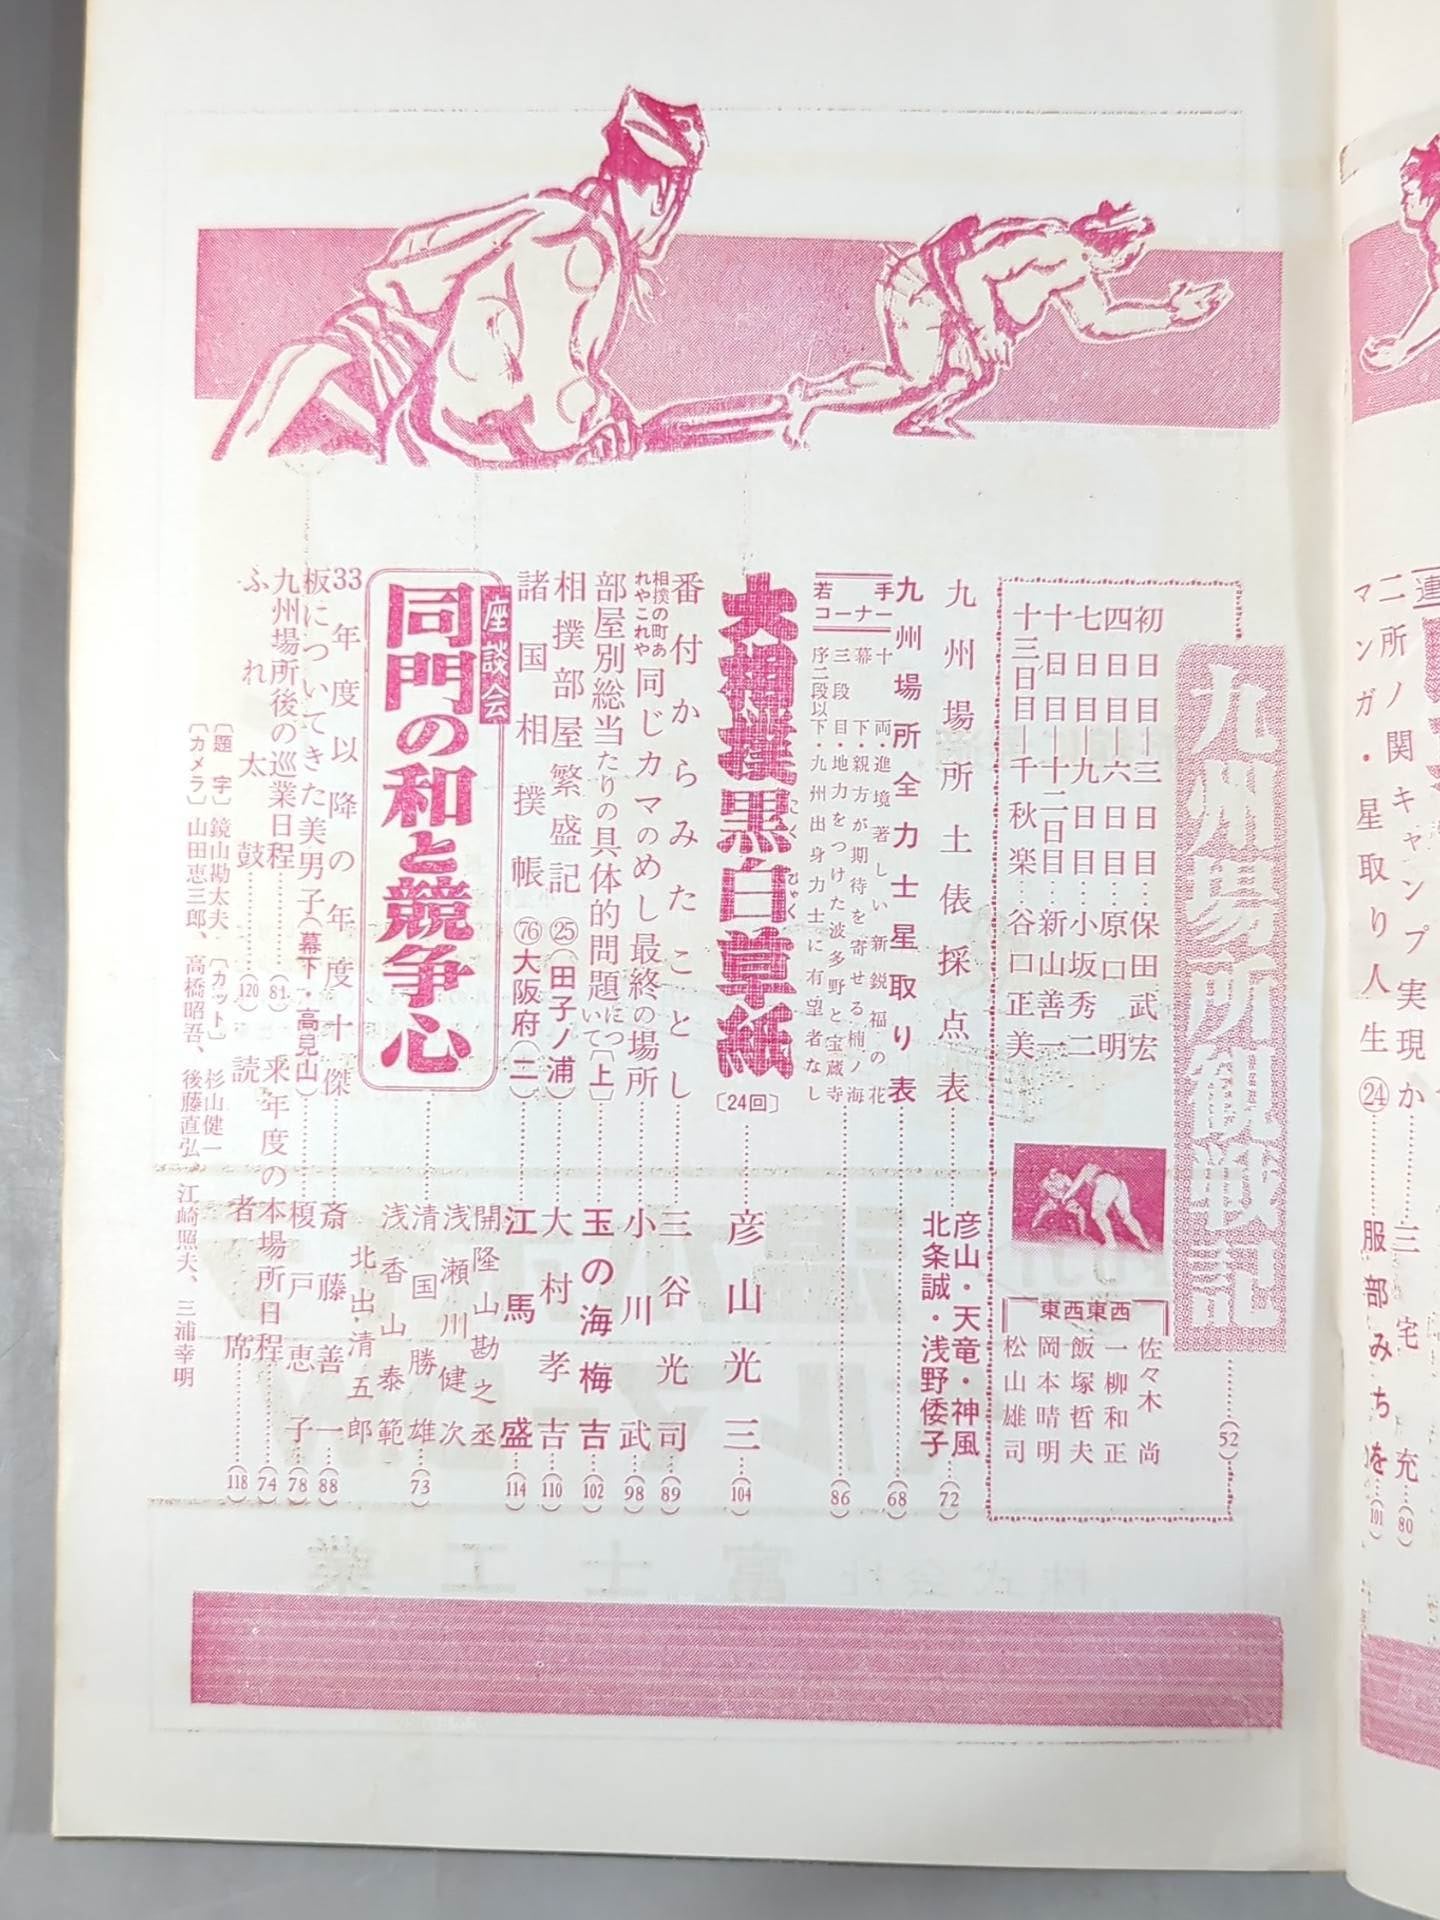 連
二所ノ関キャンプ実現か……三宅 充…(80)
マンガ・星取り人生㉔……服部みちを…(101)
九州場所観戦記……(52)
初日目―三日目…保田武宏
四日目―六日目…原口 明
七日目―九日目…小坂秀二
十日目―十二日目…新山善一
十三日目―千秋楽…谷口正美
東西東西
佐々木 尚
一柳和正
飯塚哲夫
岡本晴明
松山雄司
九州場所土俵採点表……彦山・天竜・神風 北条誠・浅野倭子…(72)
九州場所全力士星取り表……(68)
若手コーナー
十両・進境著しい新鋭福の花
幕下・親方が期待を寄せる楠ノ海
三段目・地力をつけた波多野と宝蔵寺
序二段以下・九州出身力士に有望者なし……(86)
大相撲黒白草紙〔24回〕……彦山光三…(104)
こくびゃく
番付からみたことし……三谷光司…(89)
相撲の町あれやこれや 同じカマのめし最終の場所……小川 武…(98)
部屋別総当たりの具体的問題について〔上〕……玉の海梅吉…(102)
相撲部屋繁盛記㉕(田子ノ浦)……大村孝吉…(110)
諸国相撲帳㊻大阪府(二)……江馬 盛…(114)
座談会
同門の和と競争心……(73)
開隆山勘之丞
浅瀬川健次
清国勝雄
浅香山泰範
北出・清五郎
33年度以降の年度十傑……斎藤善一…(88)
板についてきた美男子(幕下・高見山)……榎戸恵子…(78)
九州場所後の巡業日程……(81)
来年度の本場所日程…(74)
ふれ太鼓……(120)
読者席……(118)
〔題字〕鏡山勘太夫 〔カット〕杉山健一
〔カメラ〕山田恵三郎、高橋昭吾、後藤直弘、江崎照夫、三浦幸明